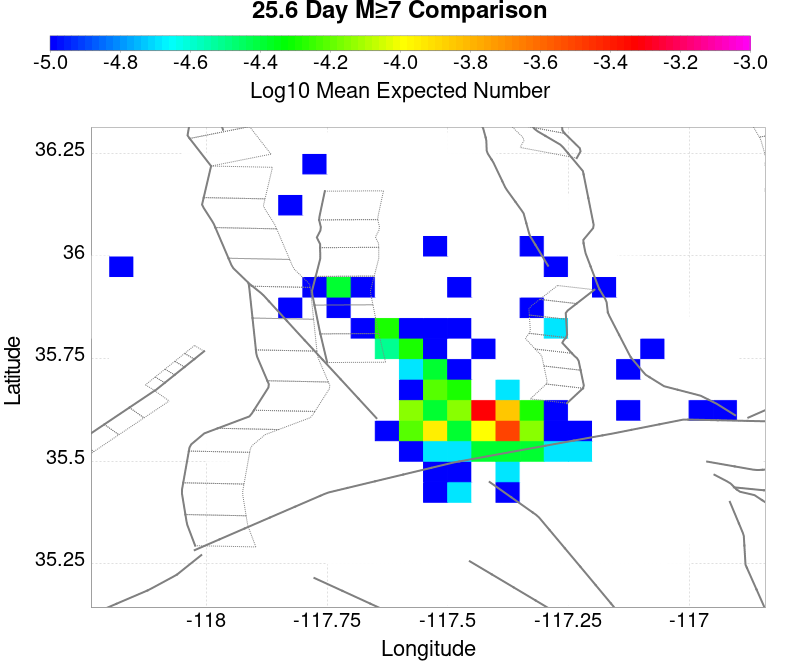 25.6 Day M≥7 Comparison
-5.0 -4.8 -4.6 -4.4 -4.2 -4.0 -3.8 -3.6 -3.4 -3.2 -3.0
Log10 Mean Expected Number
36.25
36
35.75
35.5
35.25
Latitude
-118 -117.75 -117.5 -117.25 -117
Longitude